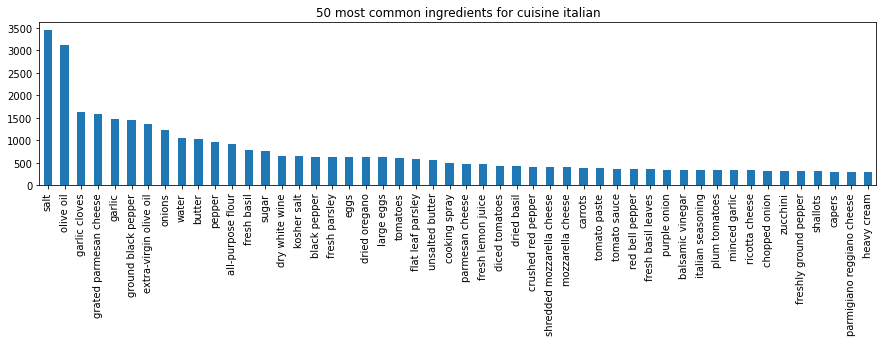 50 most common ingredients for cuisine italian
3500
3000
2500
2000
1500
1000
500
0
salt
olive oil
garlic cloves
grated parmesan cheese
garlic
ground black pepper
extra-virgin olive oil
onions
water
butter
pepper
all-purpose flour
fresh basil
sugar
dry white wine
kosher salt
black pepper
fresh parsley
eggs
dried oregano
large eggs
tomatoes
flat leaf parsley
unsalted butter
cooking spray
parmesan cheese
fresh lemon juice
diced tomatoes
dried basil
crushed red pepper
shredded mozzarella cheese
mozzarella cheese
carrots
tomato paste
tomato sauce
red bell pepper
fresh basil leaves
purple onion
balsamic vinegar
italian seasoning
plum tomatoes
minced garlic
ricotta cheese
chopped onion
zucchini
freshly ground pepper
shallots
capers
parmigiano reggiano cheese
heavy cream